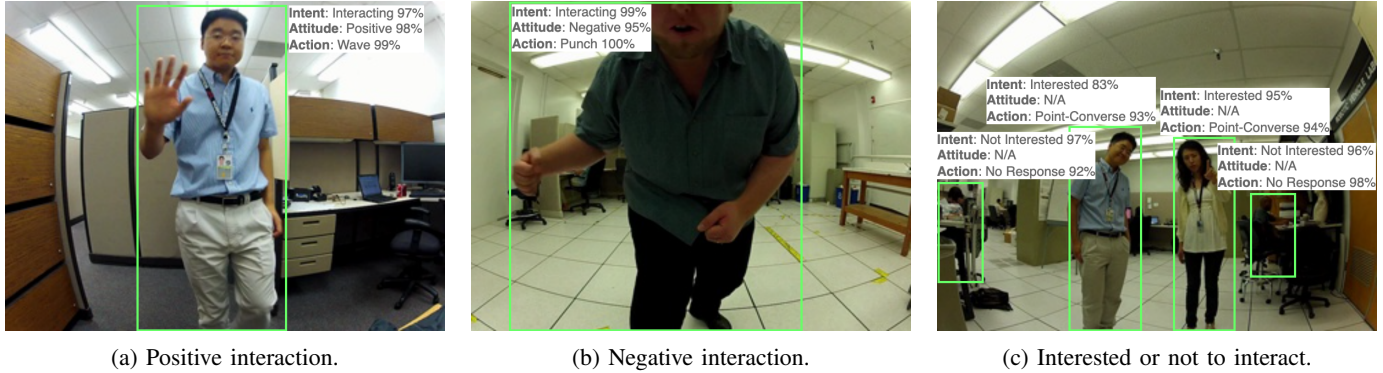 Intent: Interacting 97%
Attitude: Positive 98%
Action: Wave 99%
Intent: Interacting 99%
Attitude: Negative 95%
Action: Punch 100%
Intent: Interested 83%
Attitude: N/A
Action: Point-Converse 93%
Intent: Interested 95%
Attitude: N/A
Action: Point-Converse 94%
Intent: Not Interested 97%
Attitude: N/A
Action: No Response 92%
Intent: Not Interested 96%
Attitude: N/A
Action: No Response 98%
(a) Positive interaction.
(b) Negative interaction.
(c) Interested or not to interact.